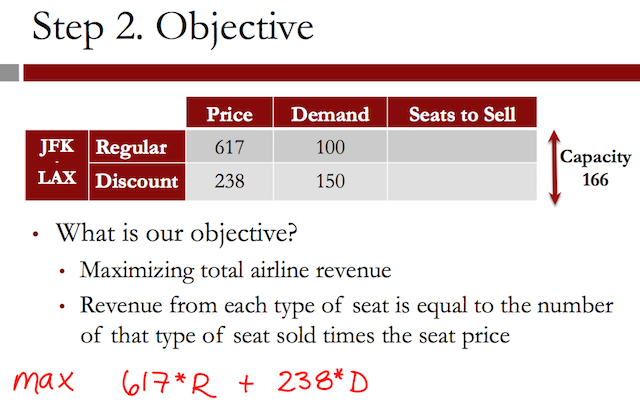 Step 2. Objective
Price Demand Seats to Sell
JFK Regular 617 100
-
LAX Discount 238 150
Capacity
166
• What is our objective?
• Maximizing total airline revenue
• Revenue from each type of seat is equal to the number
of that type of seat sold times the seat price
max 617*R + 238*D